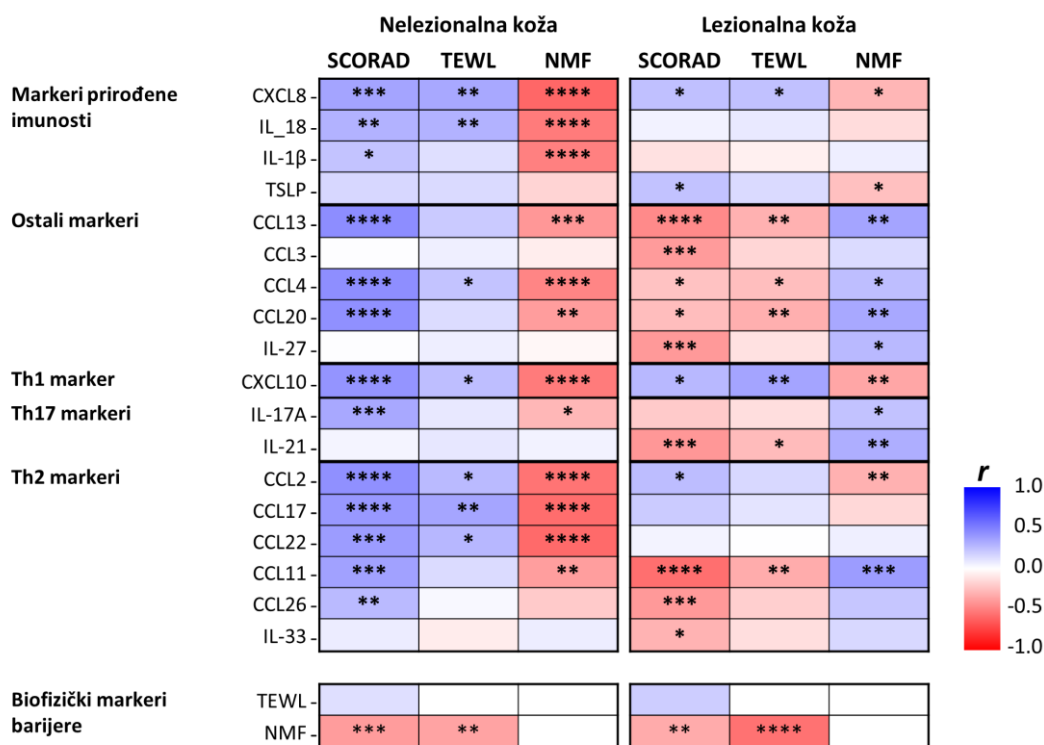 Nelezionalna koža Lezionalna koža
SCORAD TEWL NMF SCORAD TEWL NMF
Markeri prirođene imunosti
CXCL8 - *** ** **** * * *
IL_18 - ** ** ****
IL-1β - * ****
TSLP - * *
Ostali markeri
CCL13 - **** *** **** ** **
CCL3 - ***
CCL4 - **** * **** * * *
CCL20 - **** ** * ** **
IL-27 - *** *
Th1 marker
CXCL10 - **** * **** * ** **
Th17 markeri
IL-17A - *** * *
IL-21 - *** * **
Th2 markeri
CCL2 - **** * **** * **
CCL17 - **** ** ****
CCL22 - *** * ****
CCL11 - *** ** **** ** ***
CCL26 - ** ***
IL-33 - *
Biofizički markeri barijere
TEWL -
NMF - *** ** ** ****
r
1.0
0.5
0.0
-0.5
-1.0